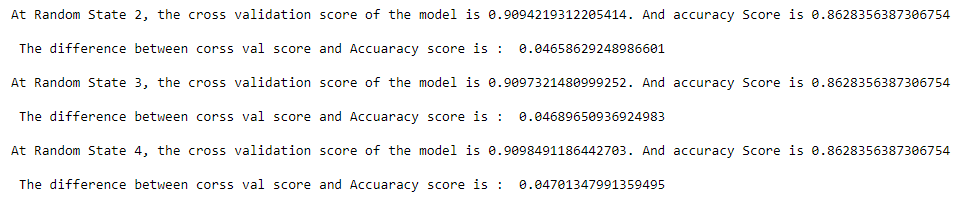 At Random State 2, the cross validation score of the model is 0.9094219312205414. And accuracy Score is 0.8628356387306754
The difference between corss val score and Accuaracy score is :  0.04658629248986601
At Random State 3, the cross validation score of the model is 0.9097321480999252. And accuracy Score is 0.8628356387306754
The difference between corss val score and Accuaracy score is :  0.04689650936924983
At Random State 4, the cross validation score of the model is 0.9098491186442703. And accuracy Score is 0.8628356387306754
The difference between corss val score and Accuaracy score is :  0.04701347991359495